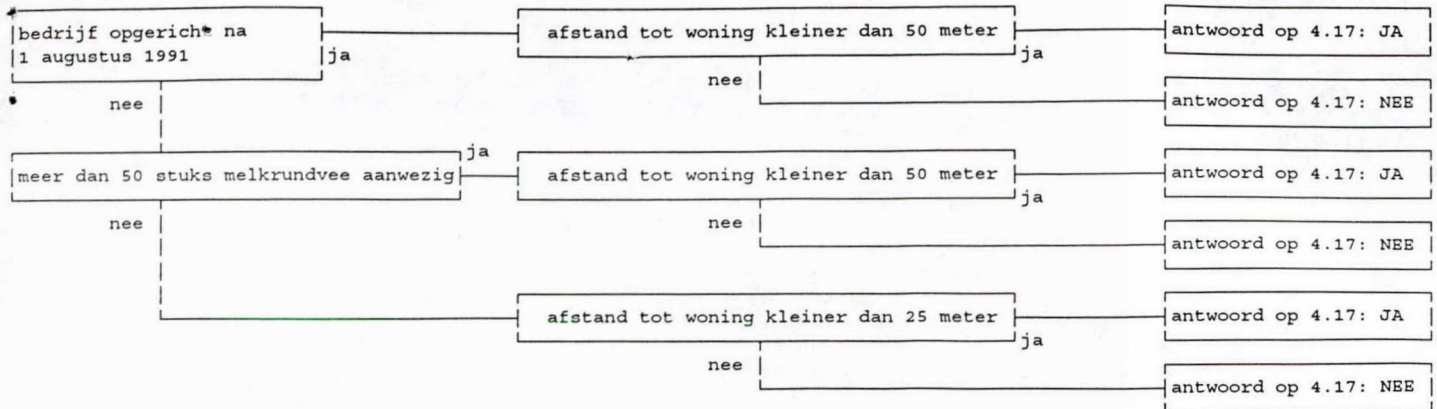 bedrijf opgericht na
1 augustus 1991
ja
afstand tot woning kleiner dan 50 meter
ja
antwoord op 4.17: JA
nee
antwoord op 4.17: NEE
nee
meer dan 50 stuks melkrundvee aanwezig
ja
afstand tot woning kleiner dan 50 meter
ja
antwoord op 4.17: JA
nee
antwoord op 4.17: NEE
nee
afstand tot woning kleiner dan 25 meter
ja
antwoord op 4.17: JA
nee
antwoord op 4.17: NEE